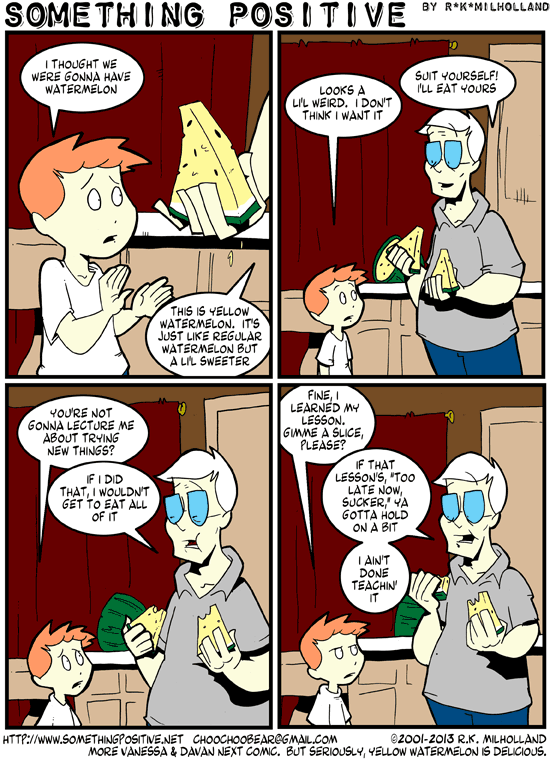 SOMETHING POSITIVE BY R*K*MILHOLLAND
I THOUGHT WE
WERE GONNA HAVE
WATERMELON
THIS IS YELLOW
WATERMELON. IT'S
JUST LIKE REGULAR
WATERMELON BUT
A LI'L SWEETER
LOOKS A
LI'L WEIRD. I DON'T
THINK I WANT IT
SUIT YOURSELF!
I'LL EAT YOURS
YOU'RE NOT
GONNA LECTURE ME
ABOUT TRYING
NEW THINGS?
IF I DID
THAT, I WOULDN'T
GET TO EAT ALL
OF IT
FINE, I
LEARNED MY
LESSON.
GIMME A SLICE,
PLEASE?
IF THAT
LESSON'S, "TOO
LATE NOW,
SUCKER," YA
GOTTA HOLD
ON A BIT
I AIN'T
DONE
TEACHIN'
IT
HTTP://WWW.SOMETHINGPOSITIVE.NET CHOOCHOOBEAR@GMAIL.COM ©2001-2013 R.K. MILHOLLAND
MORE VANESSA & DAVAN NEXT COMIC. BUT SERIOUSLY, YELLOW WATERMELON IS DELICIOUS.